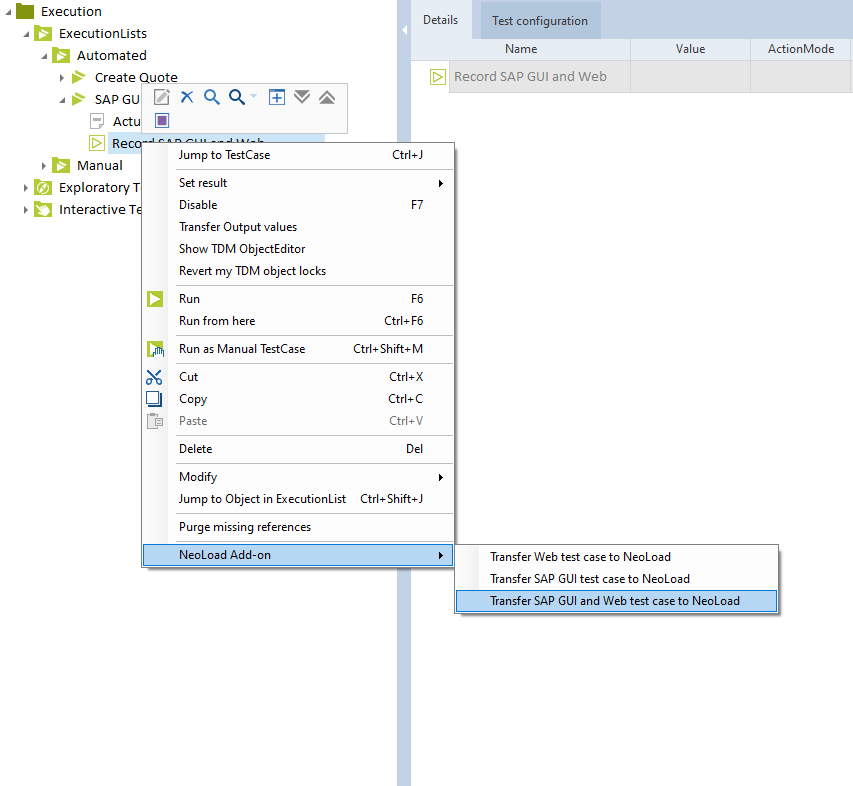 Execution
ExecutionLists
Automated
Create Quote
SAP GU
Actu
Record SAP GUI and Web
Manual
Exploratory T
Interactive Te
Jump to TestCase Ctrl+J
Set result
Disable F7
Transfer Output values
Show TDM ObjectEditor
Revert my TDM object locks
Run F6
Run from here Ctrl+F6
Run as Manual TestCase Ctrl+Shift+M
Cut Ctrl+X
Copy Ctrl+C
Paste Ctrl+V
Delete Del
Modify
Jump to Object in ExecutionList Ctrl+Shift+J
Purge missing references
NeoLoad Add-on
Transfer Web test case to NeoLoad
Transfer SAP GUI test case to NeoLoad
Transfer SAP GUI and Web test case to NeoLoad
Details Test configuration
Name Value ActionMode
Record SAP GUI and Web